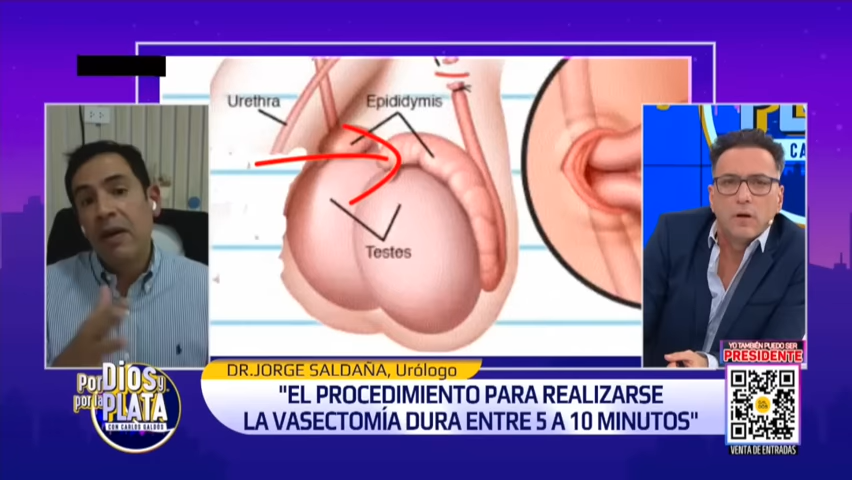 Urethra
Epididymis
Testes
DR.JORGE SALDAÑA, Urólogo
"EL PROCEDIMIENTO PARA REALIZARSE
LA VASECTOMÍA DURA ENTRE 5 A 10 MINUTOS"
POR DIOS Y
POR LA PLATA
CON CARLOS GALDÓS
YO TAMBIÉN PUEDO SER
PRESIDENTE
VENTA DE ENTRADAS